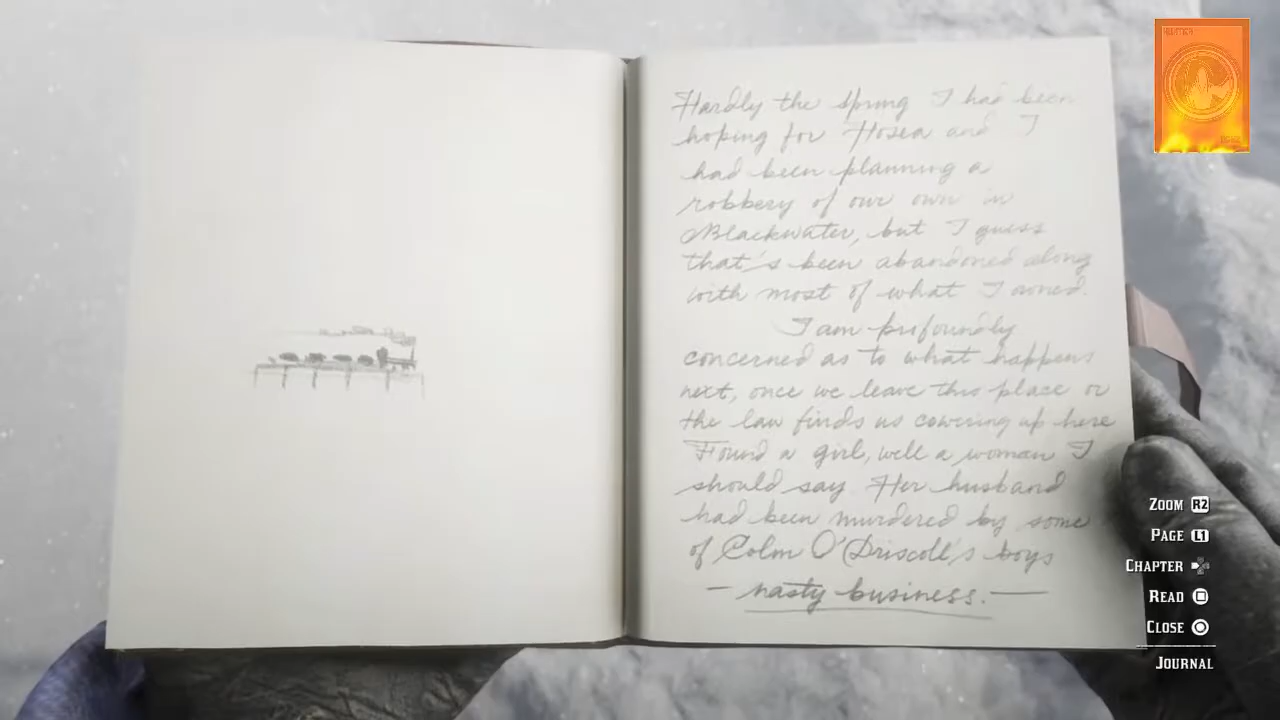 Hardly the spring I had been
hoping for Hosea and I
had been planning a
robbery of our own in
Blackwater, but I guess
that's been abandoned along
with most of what I owned.
I am profoundly
concerned as to what happens
next, once we leave this place or
the law finds us cowering up here
Found a girl, well a woman I
should say. Her husband
had been murdered by some
of Colm O'Driscoll's boys
— nasty business. —
ZOOM R2
PAGE L1
CHAPTER
READ
CLOSE
JOURNAL